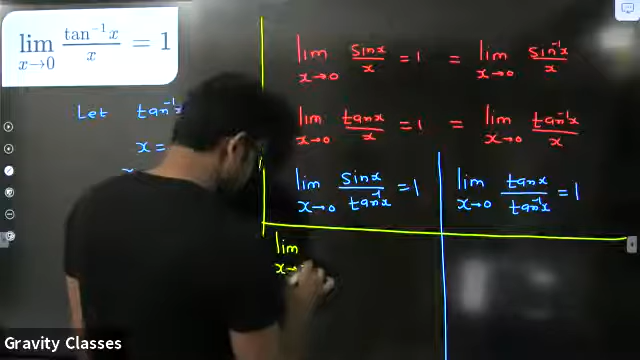 lim x→0 tan⁻¹x/x = 1
Let tan⁻¹x
x =
lim x→0 sinx/x = 1 = lim x→0 sin⁻¹x/x
lim x→0 tanx/x = 1 = lim x→0 tan⁻¹x/x
lim x→0 sinx/tan⁻¹x = 1
lim x→0 tanx/tan⁻¹x = 1
lim x→
Gravity Classes